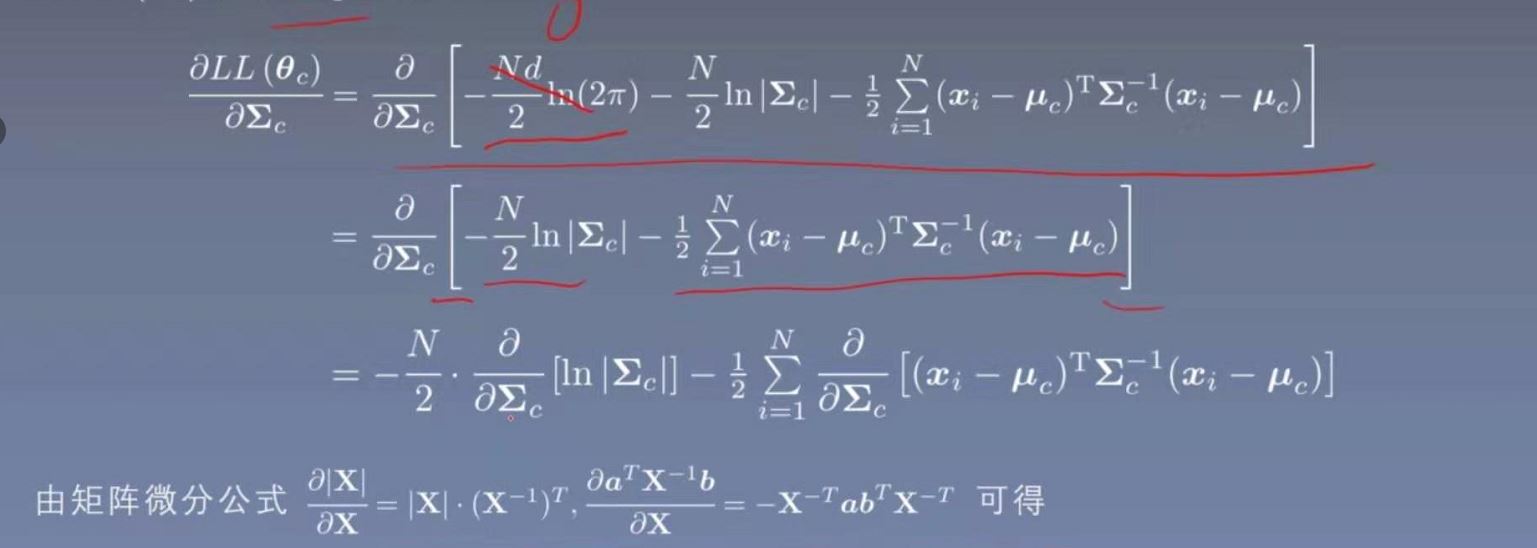 ∂LL(θ_c)/∂Σ_c = ∂/∂Σ_c [ -Nd/2 ln(2π) - N/2 ln|Σ_c| - 1/2 ∑_{i=1}^{N} (x_i - μ_c)^T Σ_c^{-1} (x_i - μ_c) ]
= ∂/∂Σ_c [ -N/2 ln|Σ_c| - 1/2 ∑_{i=1}^{N} (x_i - μ_c)^T Σ_c^{-1} (x_i - μ_c) ]
= -N/2 · ∂/∂Σ_c [ln|Σ_c|] - 1/2 ∑_{i=1}^{N} ∂/∂Σ_c [(x_i - μ_c)^T Σ_c^{-1} (x_i - μ_c)]
由矩阵微分公式 ∂|X|/∂X = |X| · (X^{-1})^T, ∂a^T X^{-1} b/∂X = -X^{-T} ab^T X^{-T} 可得